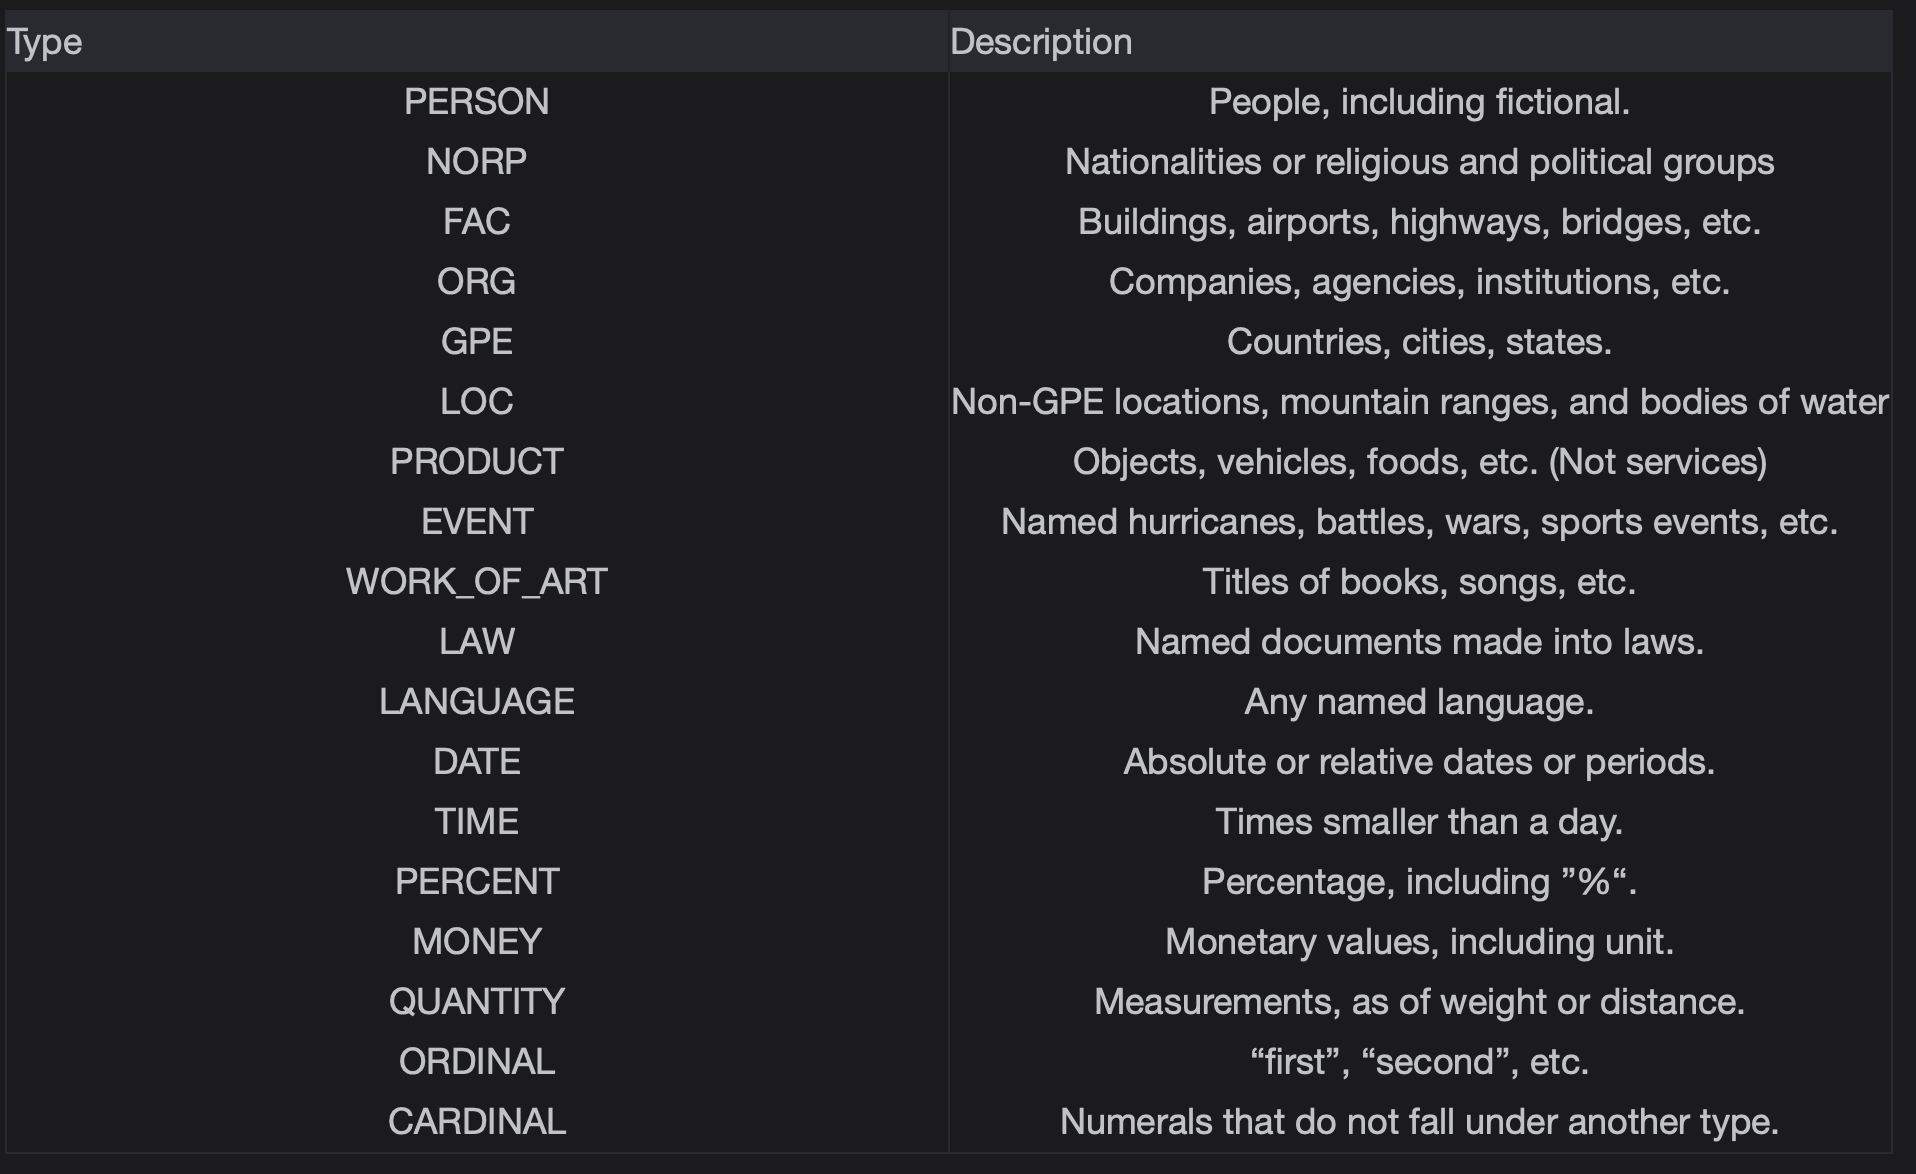 Type Description
PERSON People, including fictional.
NORP Nationalities or religious and political groups
FAC Buildings, airports, highways, bridges, etc.
ORG Companies, agencies, institutions, etc.
GPE Countries, cities, states.
LOC Non-GPE locations, mountain ranges, and bodies of water
PRODUCT Objects, vehicles, foods, etc. (Not services)
EVENT Named hurricanes, battles, wars, sports events, etc.
WORK_OF_ART Titles of books, songs, etc.
LAW Named documents made into laws.
LANGUAGE Any named language.
DATE Absolute or relative dates or periods.
TIME Times smaller than a day.
PERCENT Percentage, including ”%“.
MONEY Monetary values, including unit.
QUANTITY Measurements, as of weight or distance.
ORDINAL “first”, “second”, etc.
CARDINAL Numerals that do not fall under another type.